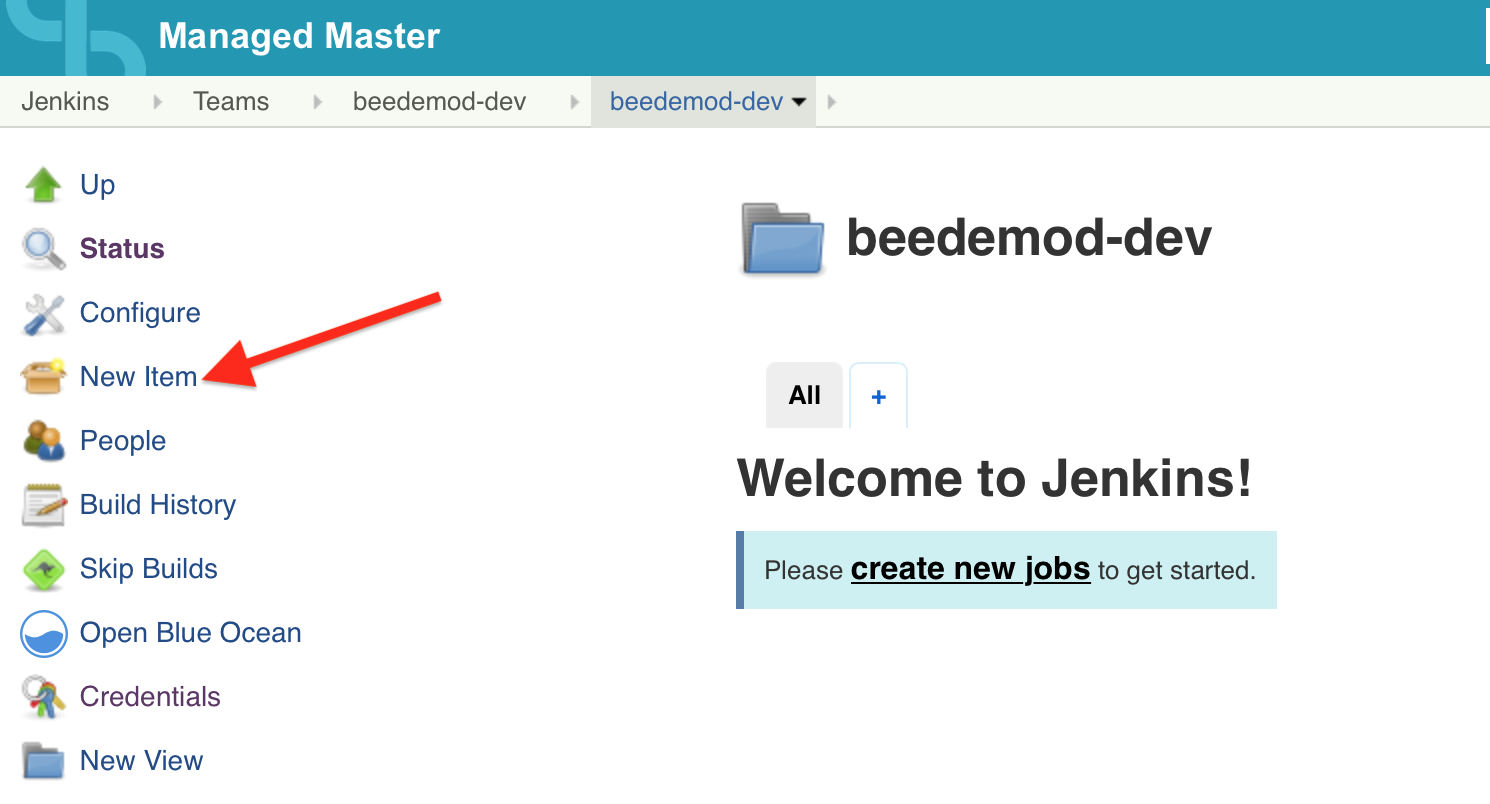 Managed Master
Jenkins Teams beedemod-dev beedemod-dev
Up
Status
Configure
New Item
People
Build History
Skip Builds
Open Blue Ocean
Credentials
New View
beedemod-dev
All +
Welcome to Jenkins!
Please create new jobs to get started.